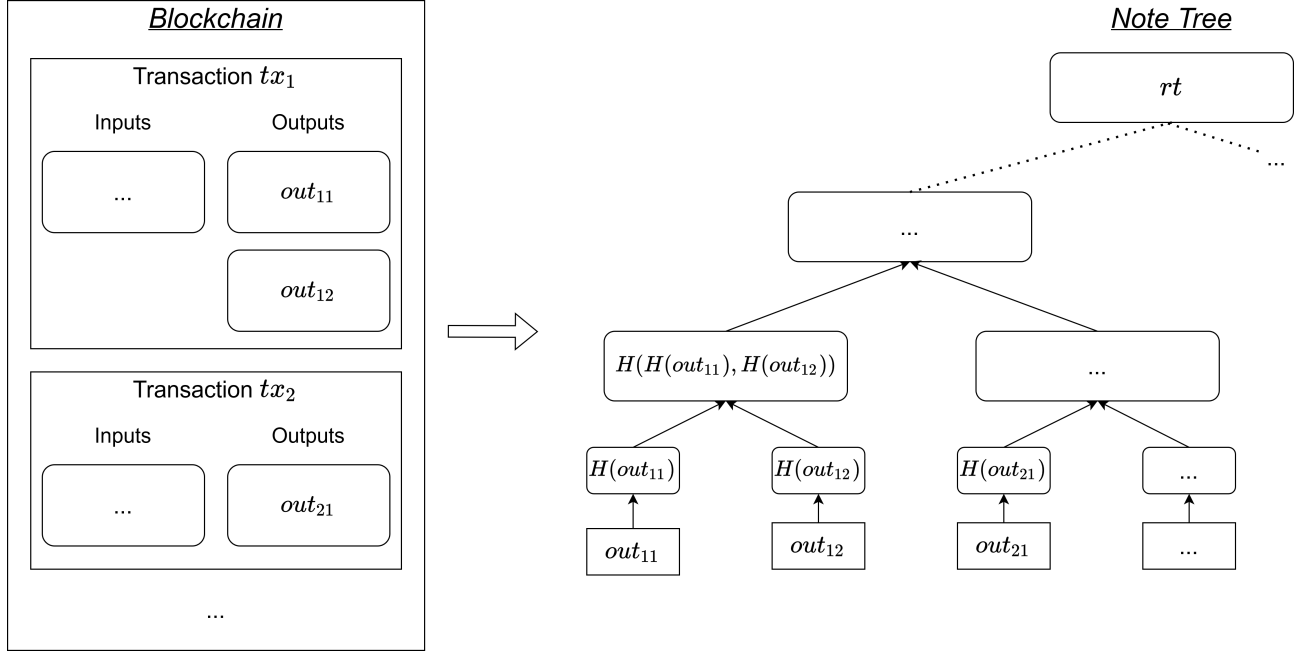 Blockchain
Transaction tx₁
Inputs Outputs
... out₁₁
out₁₂
Transaction tx₂
Inputs Outputs
... out₂₁
...
Note Tree
rt
...
...
H(H(out₁₁), H(out₁₂)) ...
H(out₁₁) H(out₁₂) H(out₂₁) ...
out₁₁ out₁₂ out₂₁ ...